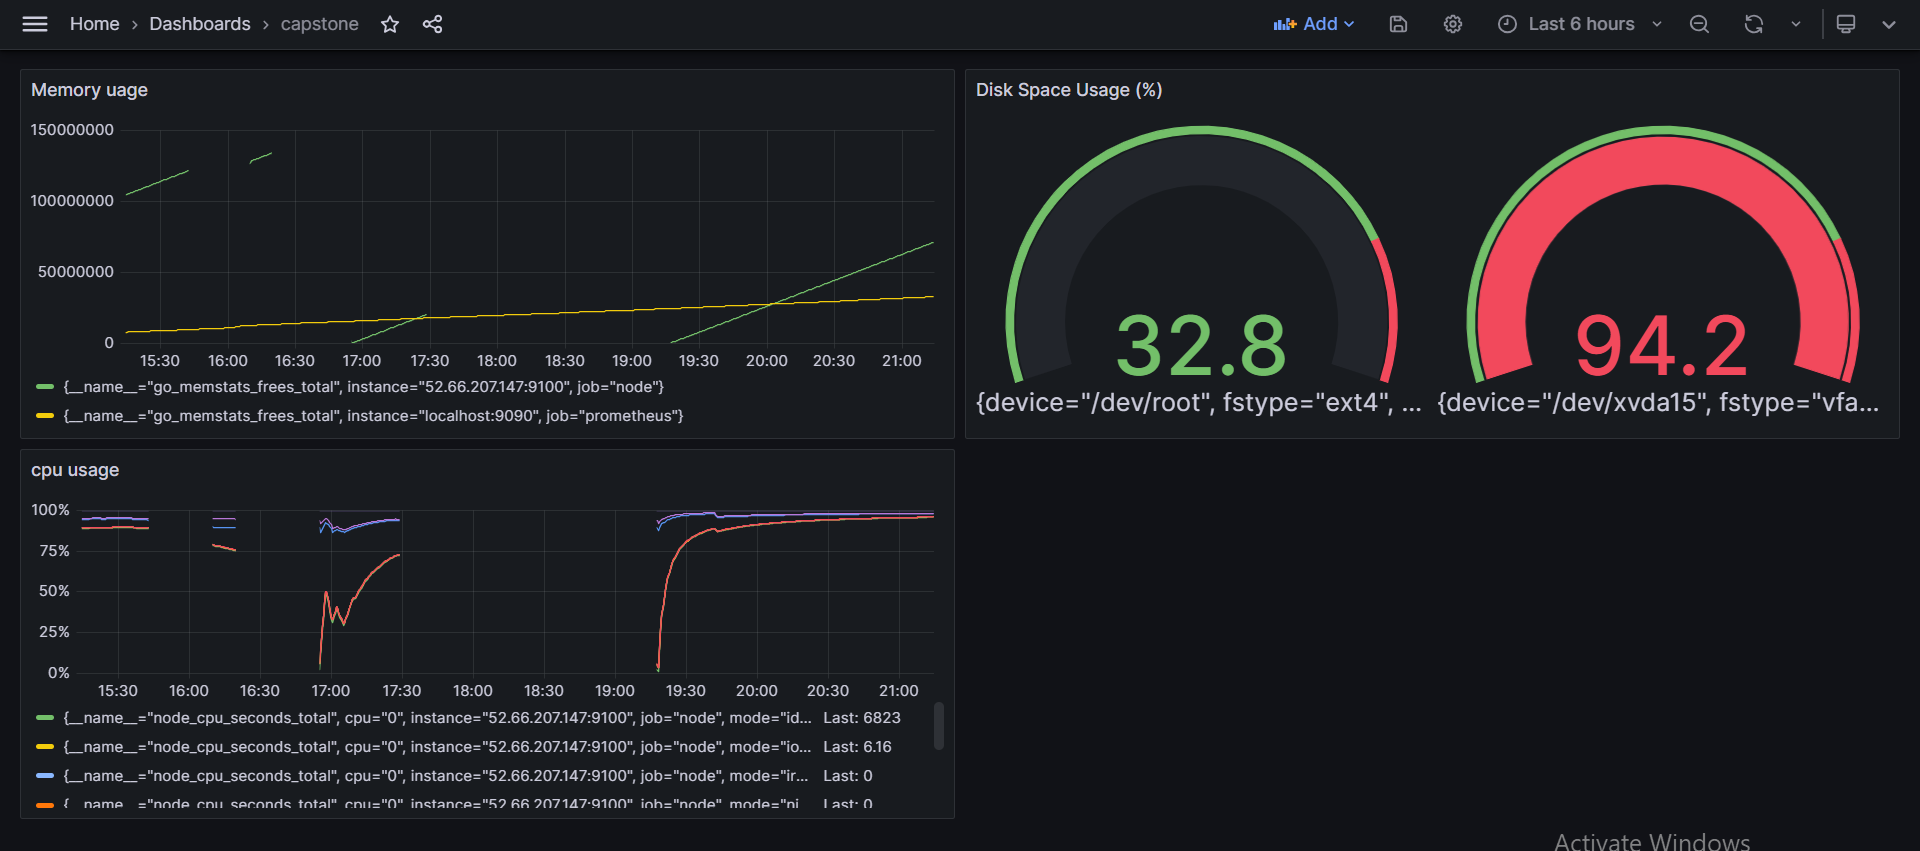 Home › Dashboards › capstone
Add
Last 6 hours
Memory uage
150000000
100000000
50000000
0
15:30 16:00 16:30 17:00 17:30 18:00 18:30 19:00 19:30 20:00 20:30 21:00
{__name__="go_memstats_frees_total", instance="52.66.207.147:9100", job="node"}
{__name__="go_memstats_frees_total", instance="localhost:9090", job="prometheus"}
Disk Space Usage (%)
32.8
94.2
{device="/dev/root", fstype="ext4", ...
{device="/dev/xvda15", fstype="vfa...
cpu usage
100%
75%
50%
25%
0%
15:30 16:00 16:30 17:00 17:30 18:00 18:30 19:00 19:30 20:00 20:30 21:00
{__name__="node_cpu_seconds_total", cpu="0", instance="52.66.207.147:9100", job="node", mode="id... Last: 6823
{__name__="node_cpu_seconds_total", cpu="0", instance="52.66.207.147:9100", job="node", mode="io... Last: 6.16
{__name__="node_cpu_seconds_total", cpu="0", instance="52.66.207.147:9100", job="node", mode="ir... Last: 0
{__name__="node_cpu_seconds_total", cpu="0", instance="52.66.207.147:9100", job="node", mode="ni... Last: 0
Activate Windows